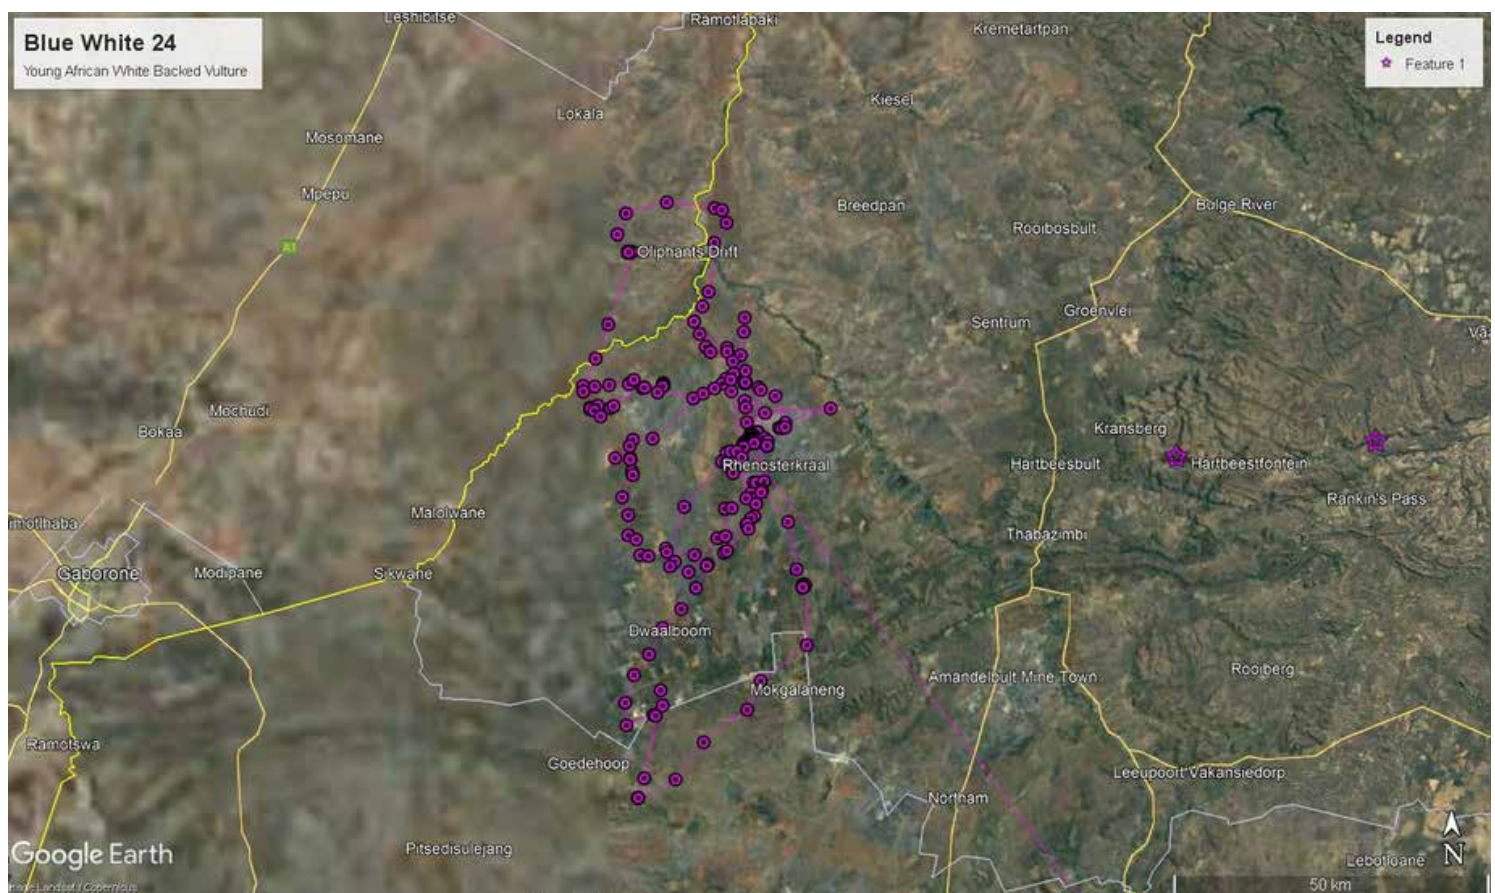 Blue White 24
Young African White Backed Vulture
Legend
Feature 1
Leshibitse
Ramotlabaki
Kremetartpan
Kiesel
Lokala
Mosomane
Mpepu
Breedpan
Bulge River
Rooibosbult
A1
Oliphants Drift
Groenvlei
Sentrum
Mochudi
Bokaa
Kransberg
Rhenosterkraal
Hartbeesbult
Hartbeestfontein
Rankin's Pass
Malolwane
Thabazimbi
Gaborone
Modipane
Sikwane
Dwaalboom
Rooiberg
Amandelbult Mine Town
Mokgalaneng
Ramotswa
Goedehoop
Leeupoort Vakansiedorp
Northam
Pitsedisulejang
Google Earth
Lebotloane
N
50 km
Image Landsat / Copernicus